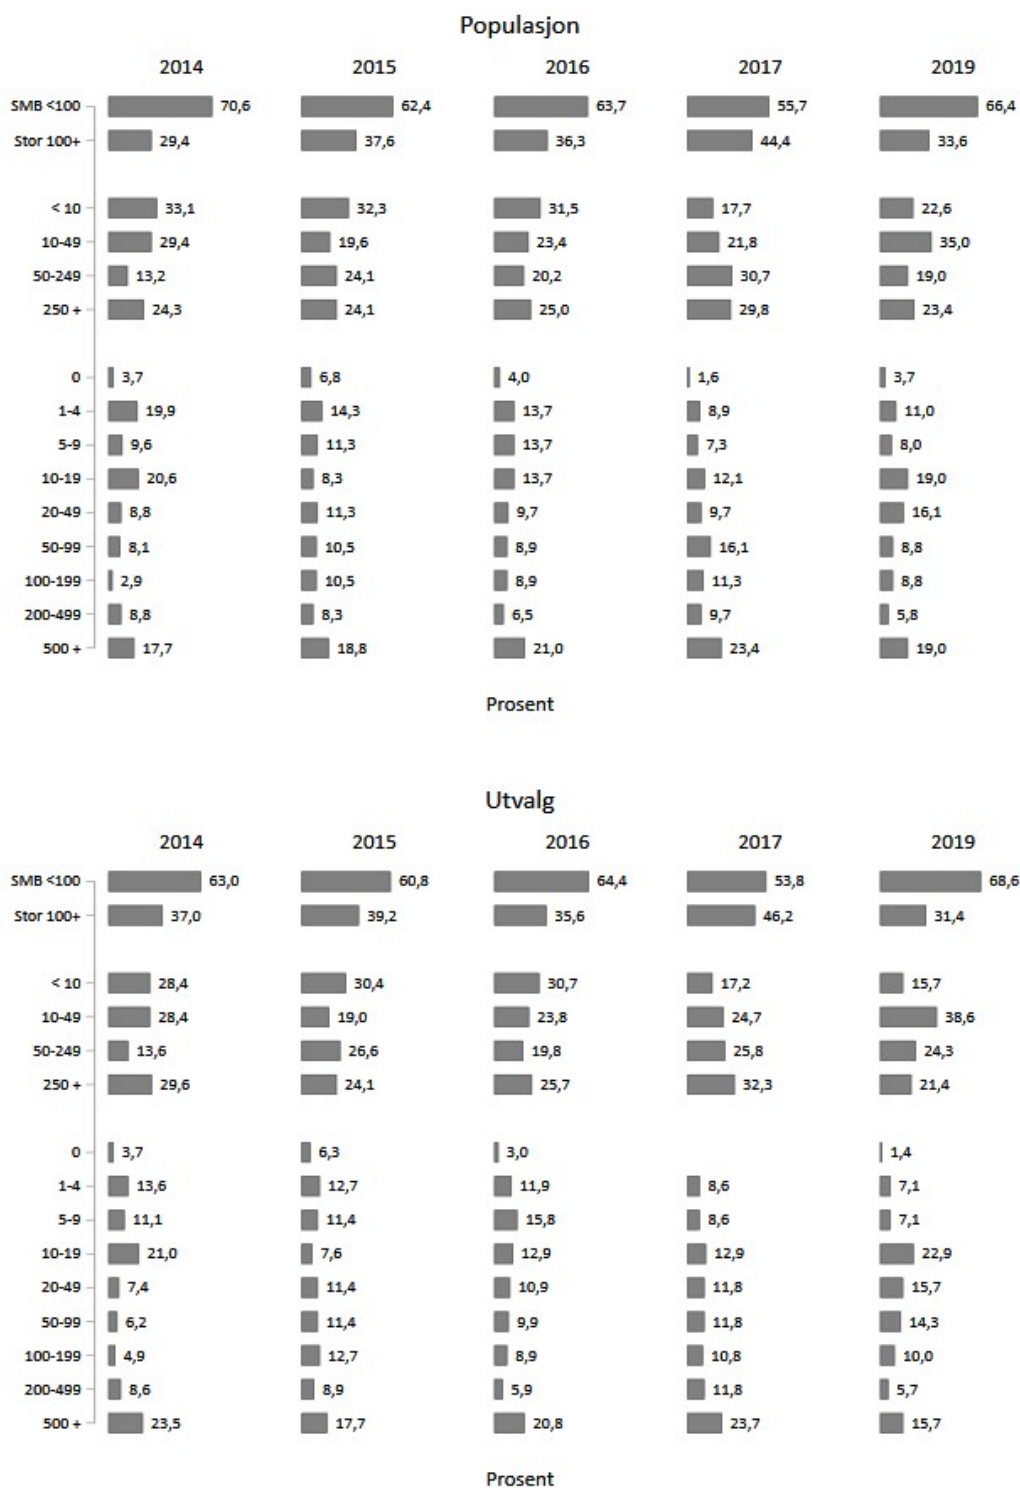 Populasjon
2014 2015 2016 2017 2019
SMB <100 70,6 62,4 63,7 55,7 66,4
Stor 100+ 29,4 37,6 36,3 44,4 33,6
< 10 33,1 32,3 31,5 17,7 22,6
10-49 29,4 19,6 23,4 21,8 35,0
50-249 13,2 24,1 20,2 30,7 19,0
250 + 24,3 24,1 25,0 29,8 23,4
0 3,7 6,8 4,0 1,6 3,7
1-4 19,9 14,3 13,7 8,9 11,0
5-9 9,6 11,3 13,7 7,3 8,0
10-19 20,6 8,3 13,7 12,1 19,0
20-49 8,8 11,3 9,7 9,7 16,1
50-99 8,1 10,5 8,9 16,1 8,8
100-199 2,9 10,5 8,9 11,3 8,8
200-499 8,8 8,3 6,5 9,7 5,8
500 + 17,7 18,8 21,0 23,4 19,0
Prosent
Utvalg
2014 2015 2016 2017 2019
SMB <100 63,0 60,8 64,4 53,8 68,6
Stor 100+ 37,0 39,2 35,6 46,2 31,4
< 10 28,4 30,4 30,7 17,2 15,7
10-49 28,4 19,0 23,8 24,7 38,6
50-249 13,6 26,6 19,8 25,8 24,3
250 + 29,6 24,1 25,7 32,3 21,4
0 3,7 6,3 3,0 1,4
1-4 13,6 12,7 11,9 8,6 7,1
5-9 11,1 11,4 15,8 8,6 7,1
10-19 21,0 7,6 12,9 12,9 22,9
20-49 7,4 11,4 10,9 11,8 15,7
50-99 6,2 11,4 9,9 11,8 14,3
100-199 4,9 12,7 8,9 10,8 10,0
200-499 8,6 8,9 5,9 11,8 5,7
500 + 23,5 17,7 20,8 23,7 15,7
Prosent